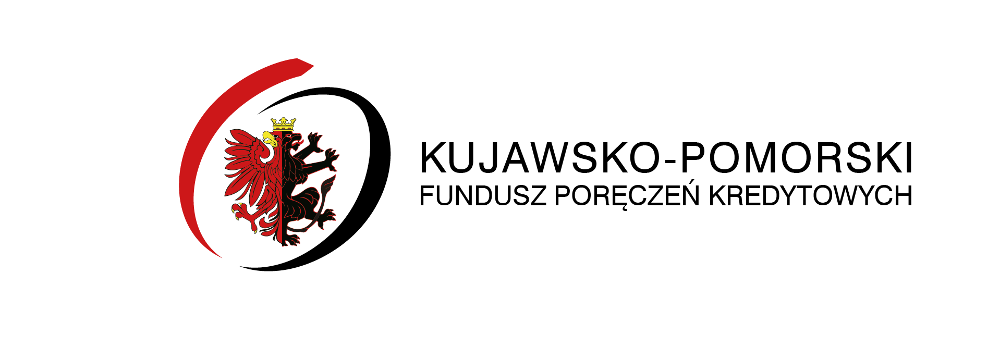 KUJAWSKO-POMORSKI
FUNDUSZ PORĘCZEŃ KREDYTOWYCH